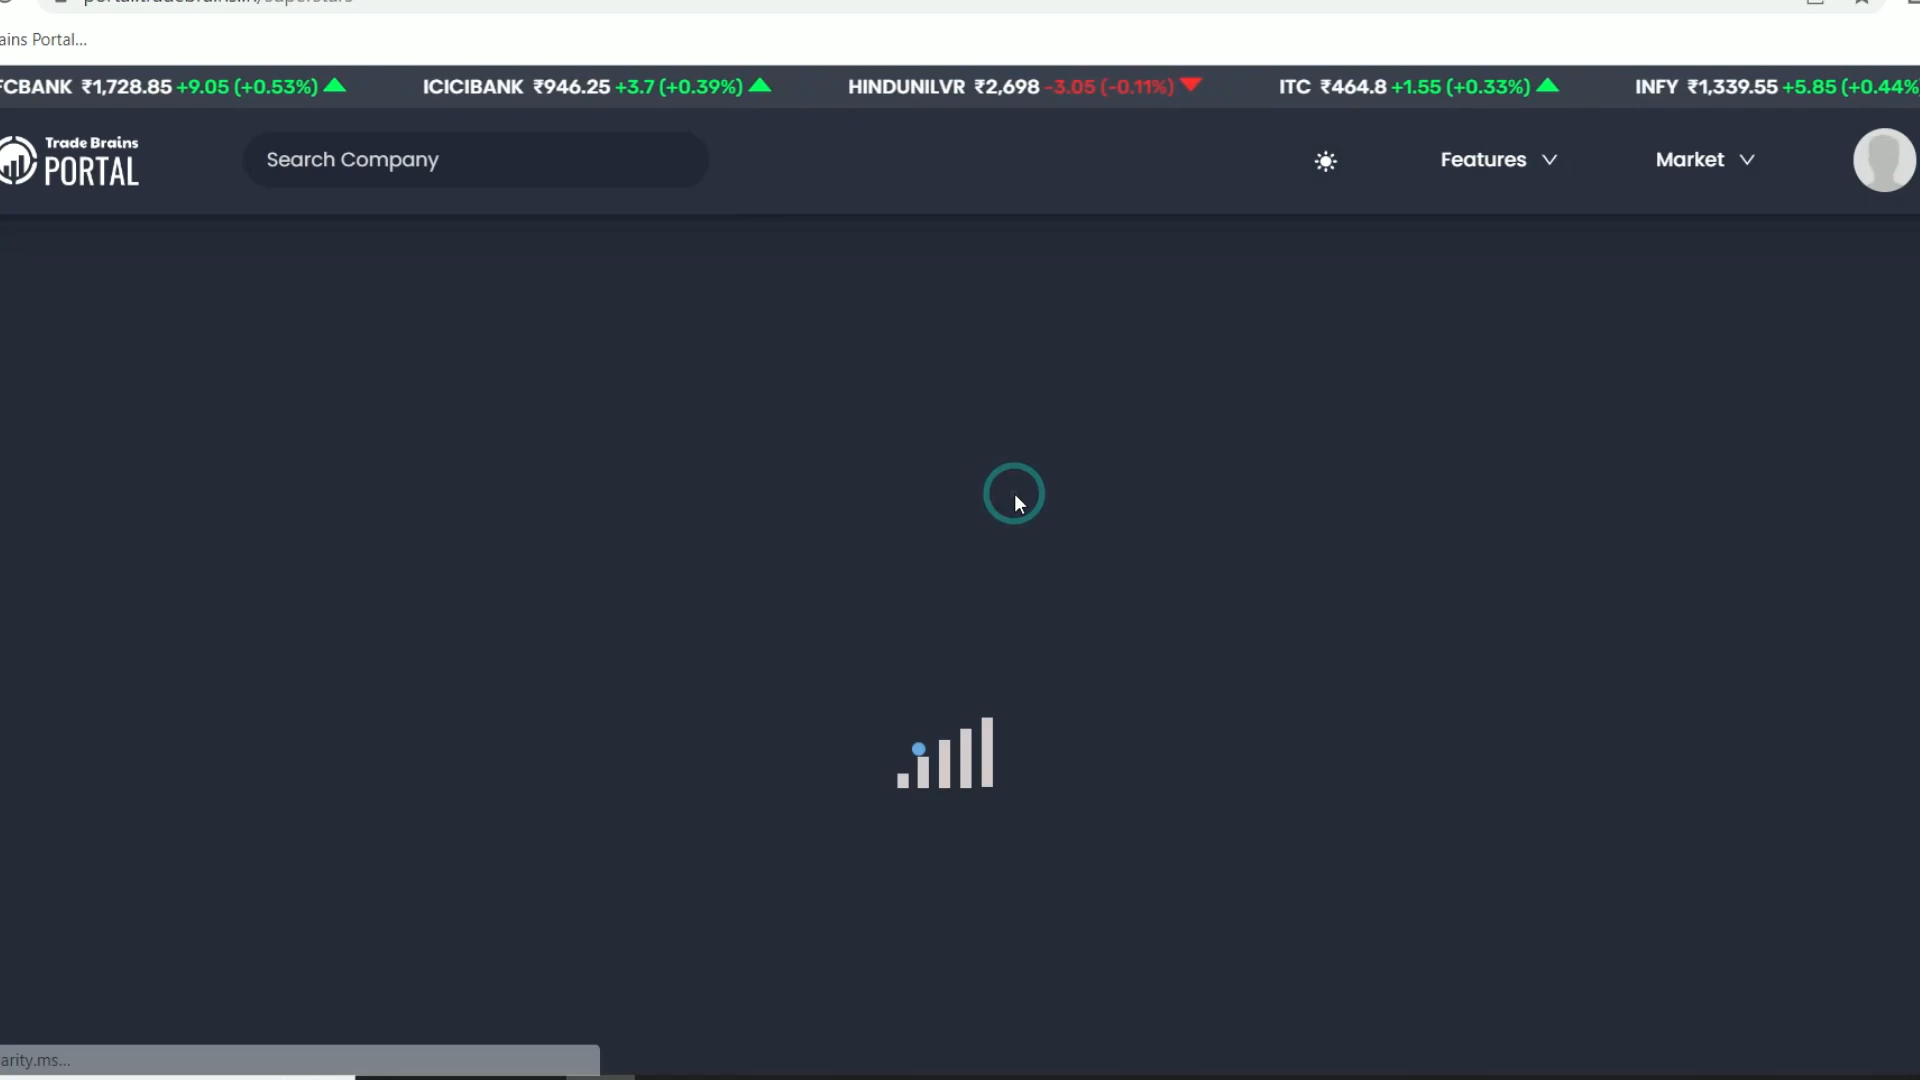 ains Portal...
FCBANK ₹1,728.85 +9.05 (+0.53%) ICICIBANK ₹946.25 +3.7 (+0.39%) HINDUNILVR ₹2,698 -3.05 (-0.11%) ITC ₹464.8 +1.55 (+0.33%) INFY ₹1,339.55 +5.85 (+0.44%
Trade Brains
PORTAL
Search Company
Features
Market
arity.ms...